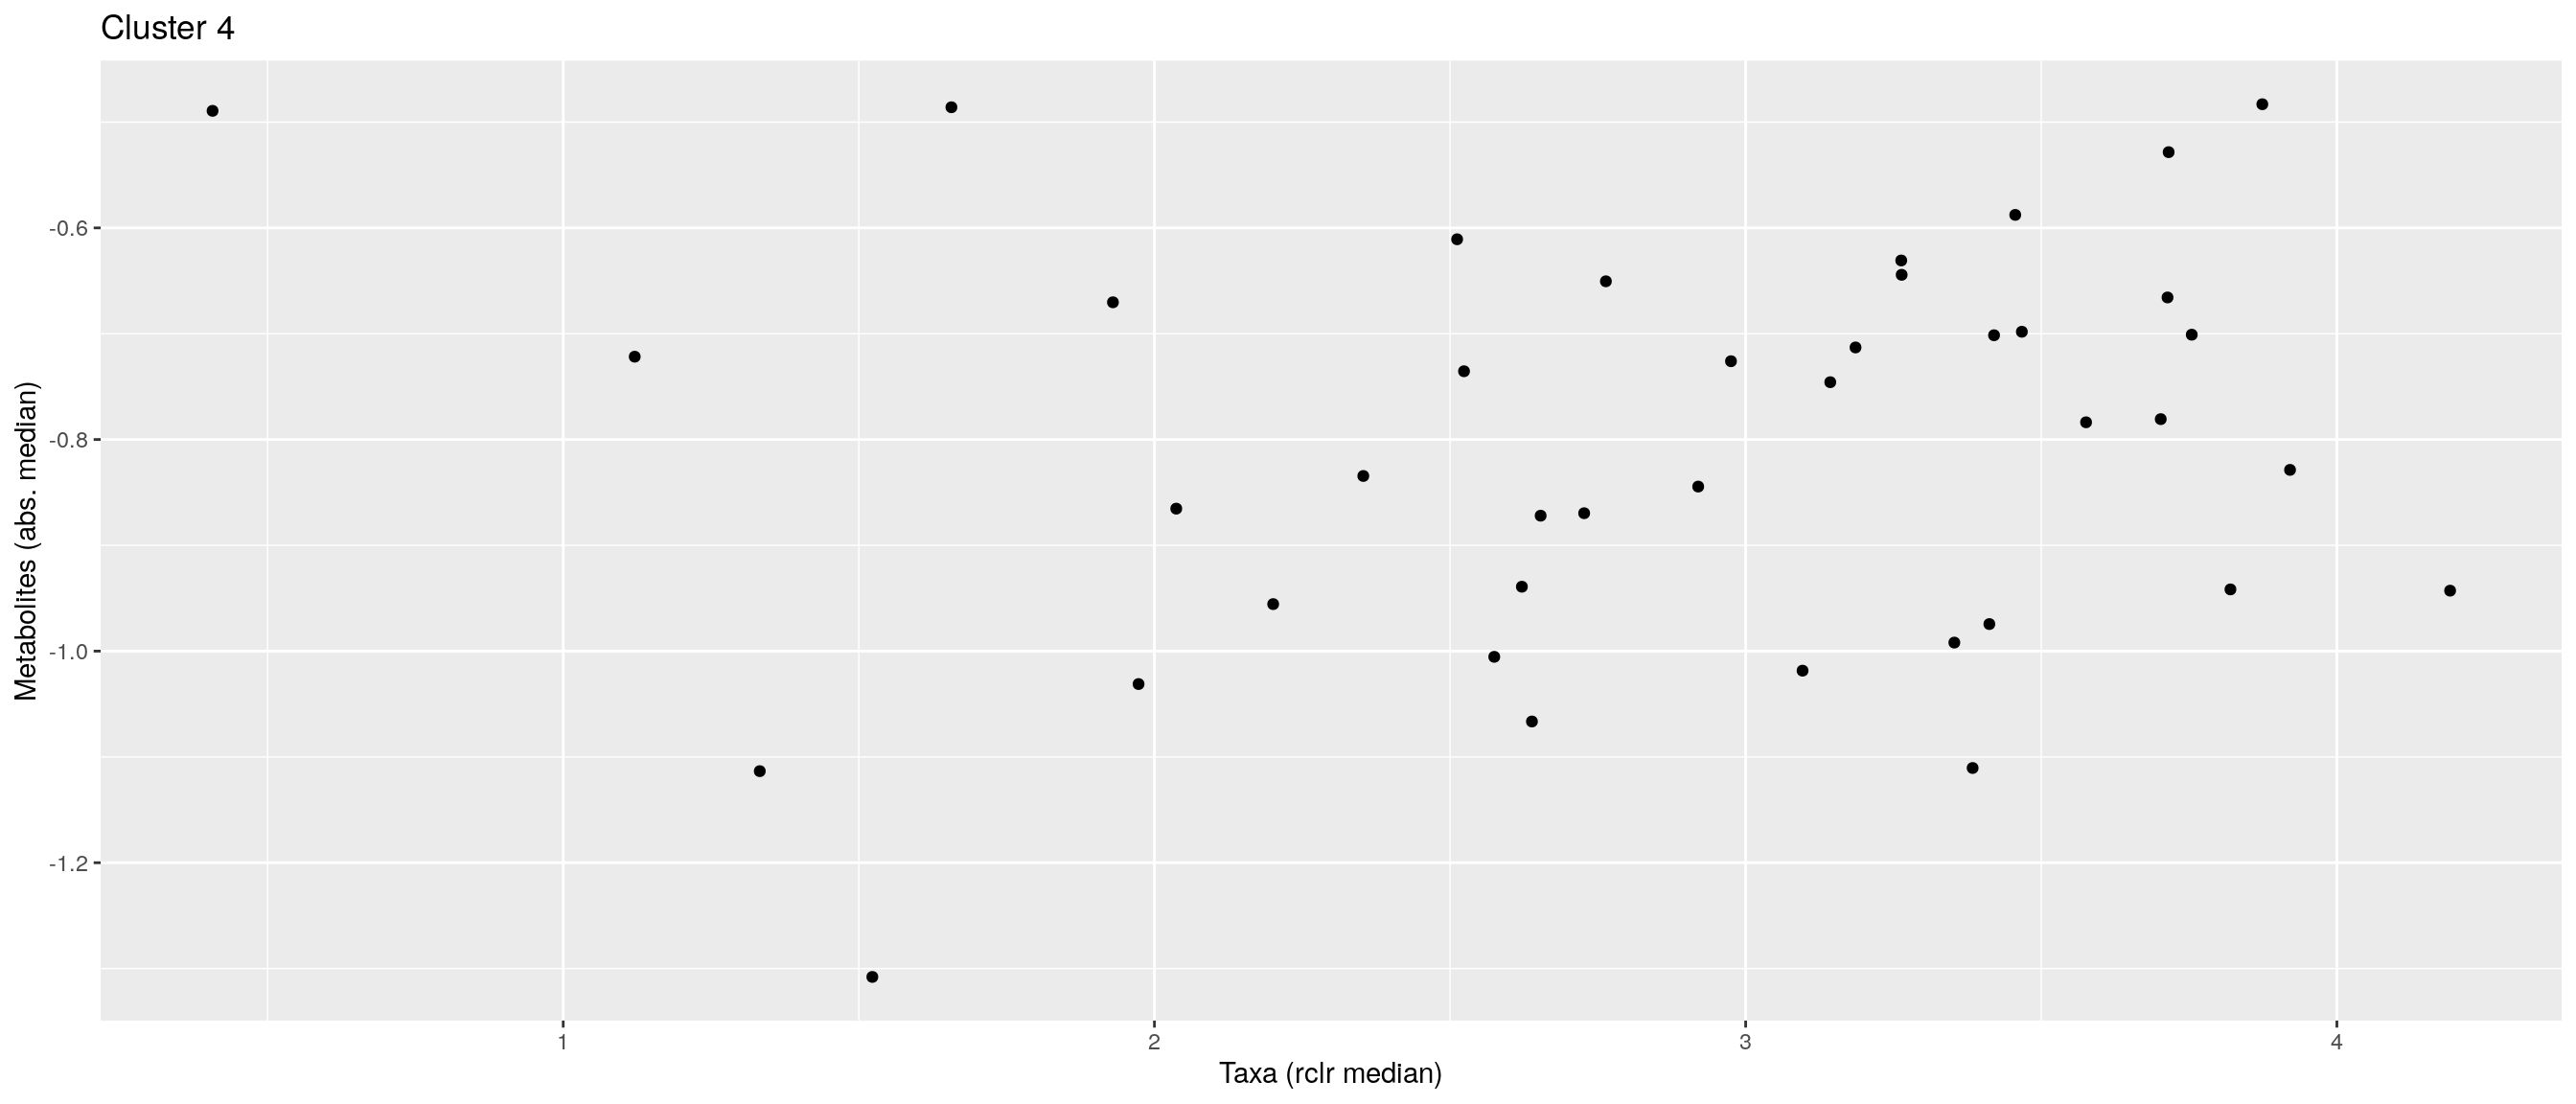 Cluster 4
Metabolites (abs. median)
-0.6
-0.8
-1.0
-1.2
1
2
3
4
Taxa (rclr median)